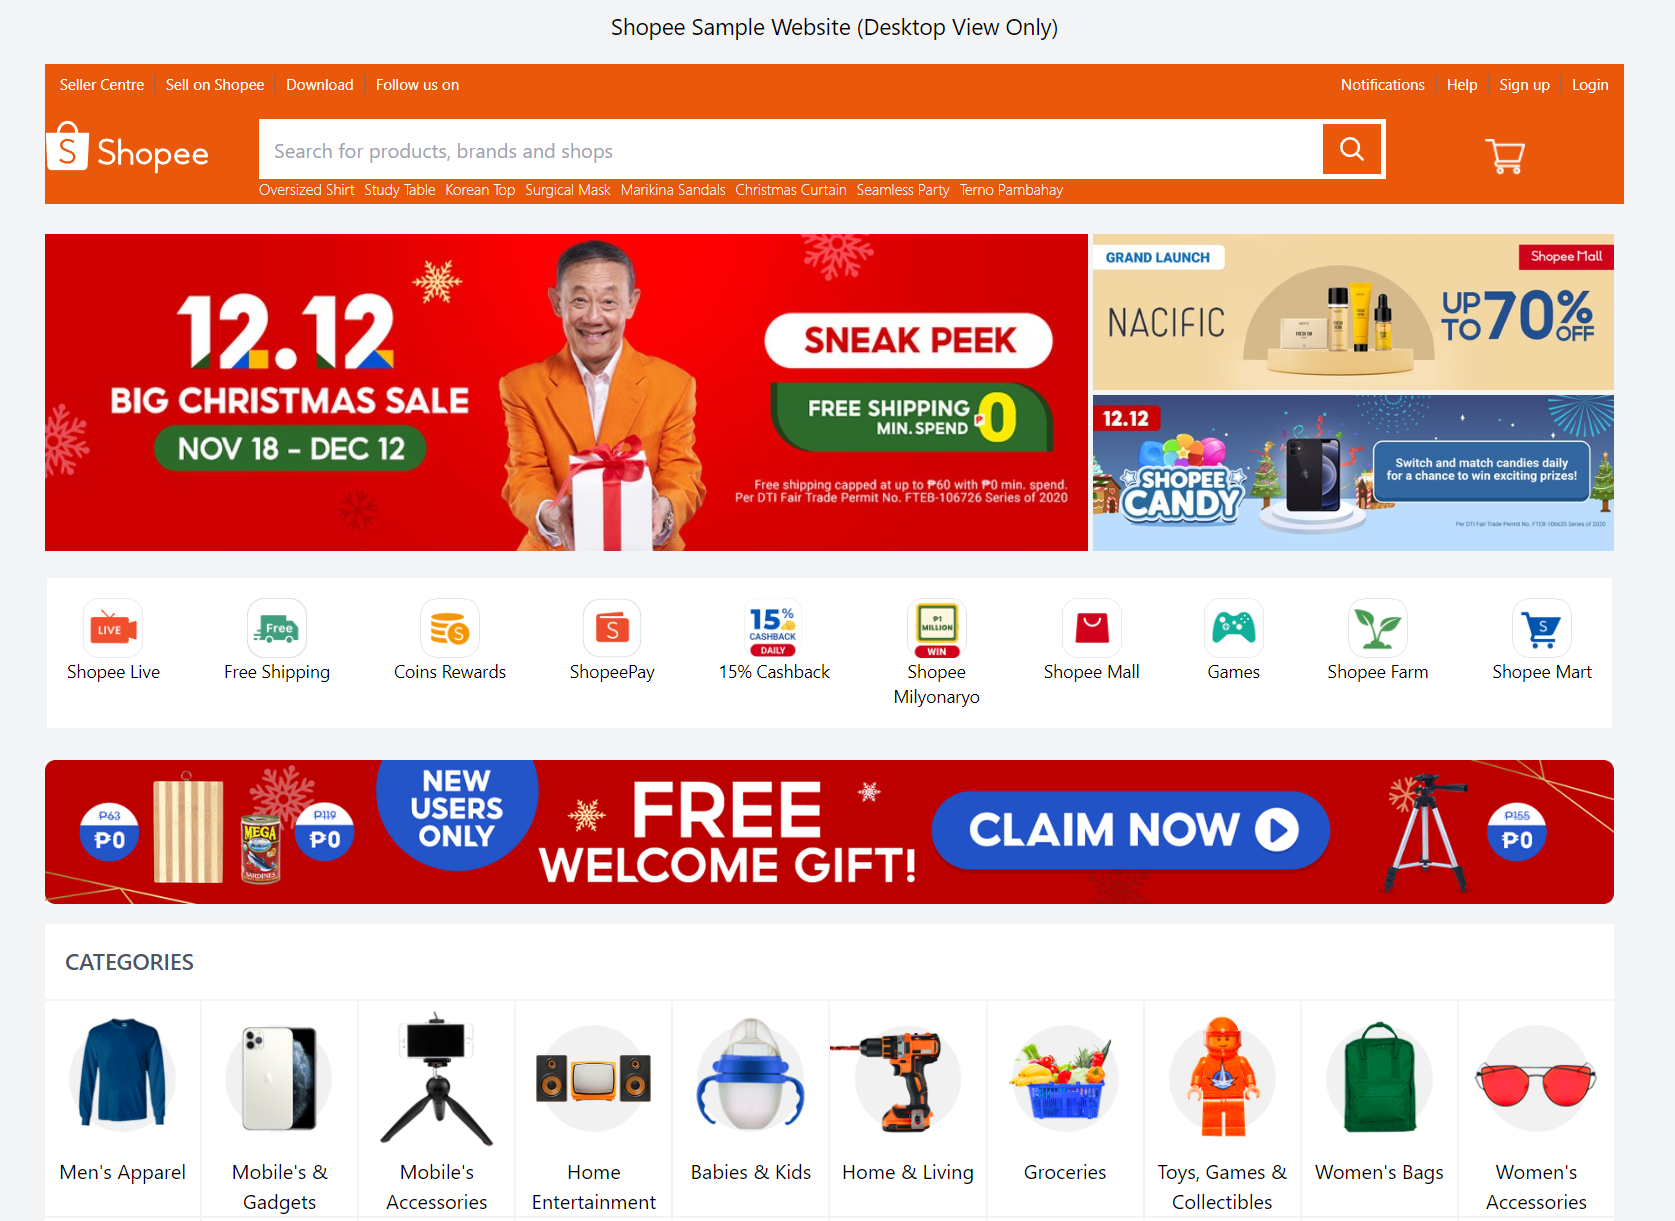 Shopee Sample Website (Desktop View Only)
Seller Centre
Sell on Shopee
Download
Follow us on
Notifications
Help
Sign up
Login
S Shopee
Search for products, brands and shops
Oversized Shirt Study Table Korean Top Surgical Mask Marikina Sandals Christmas Curtain Seamless Party Terno Pambahay
12.12
BIG CHRISTMAS SALE
NOV 18 - DEC 12
SNEAK PEEK
FREE SHIPPING
MIN. SPEND
₱0
Free shipping capped at up to ₱60 with ₱0 min. spend.
Per DTI Fair Trade Permit No. FTEB-106726 Series of 2020
GRAND LAUNCH
Shopee Mall
NACIFIC
UP TO 70% OFF
12.12
SHOPEE
CANDY
Switch and match candies daily
for a chance to win exciting prizes!
Per DTI Fair Trade Permit No. FTEB-106635 Series of 2020
LIVE
Shopee Live
Free
Free Shipping
S
Coins Rewards
S
ShopeePay
15%
CASHBACK
DAILY
15% Cashback
₱1
MILLION
WIN
Shopee
Milyonaryo
Shopee Mall
Games
Shopee Farm
S
Shopee Mart
₱63
₱0
MEGA
SARDINES
₱119
₱0
NEW
USERS
ONLY
FREE
WELCOME GIFT!
CLAIM NOW
₱155
₱0
CATEGORIES
Men's Apparel
Mobile's &
Gadgets
Mobile's
Accessories
Home
Entertainment
Babies & Kids
Home & Living
Groceries
Toys, Games &
Collectibles
Women's Bags
Women's
Accessories